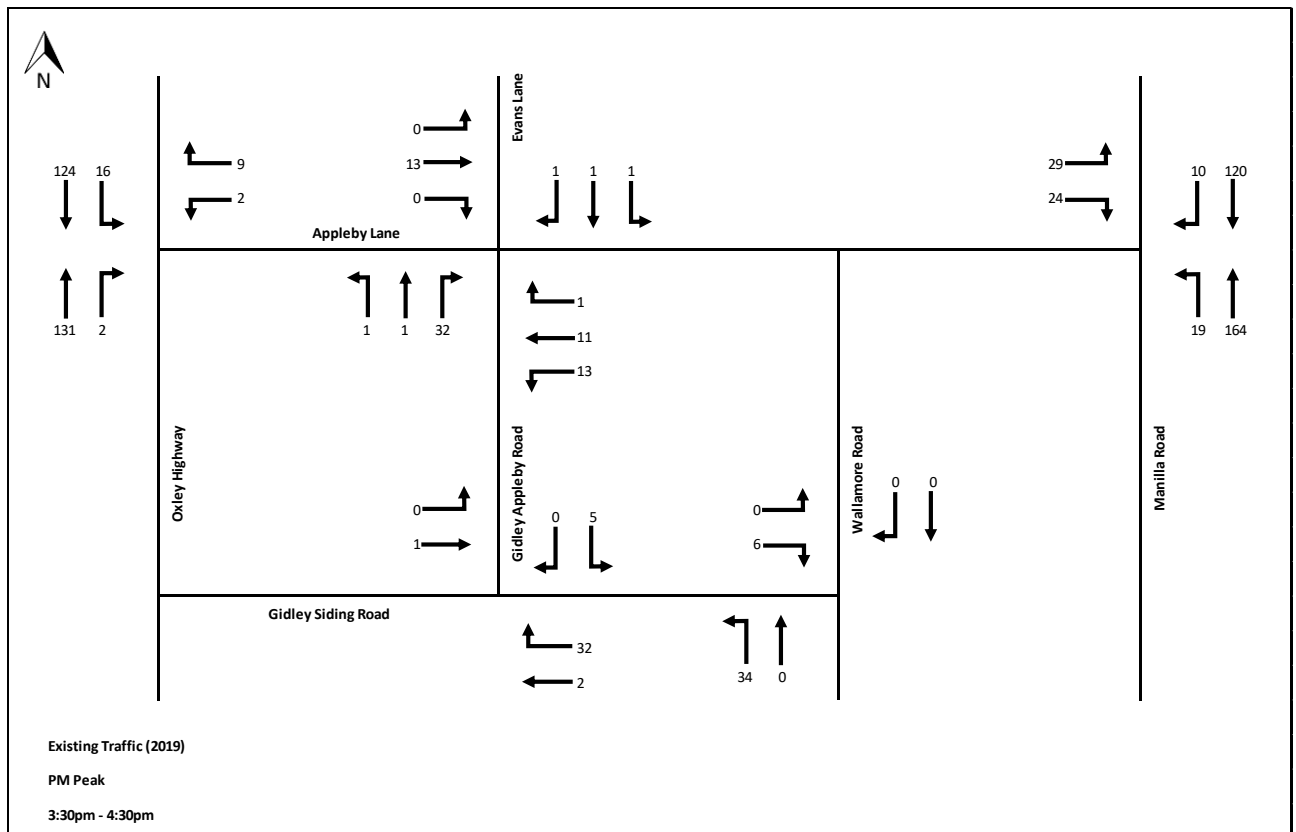 N
Evans Lane
0
13
0
9
2
124 16
1 1 1
29
24
10 120
Appleby Lane
131 2
1 1 32
1
11
13
19 164
Oxley Highway
Gidley Appleby Road
Wallamore Road
Manilla Road
0
1
0 5
0
6
0 0
Gidley Siding Road
32
2
34 0
Existing Traffic (2019)
PM Peak
3:30pm - 4:30pm